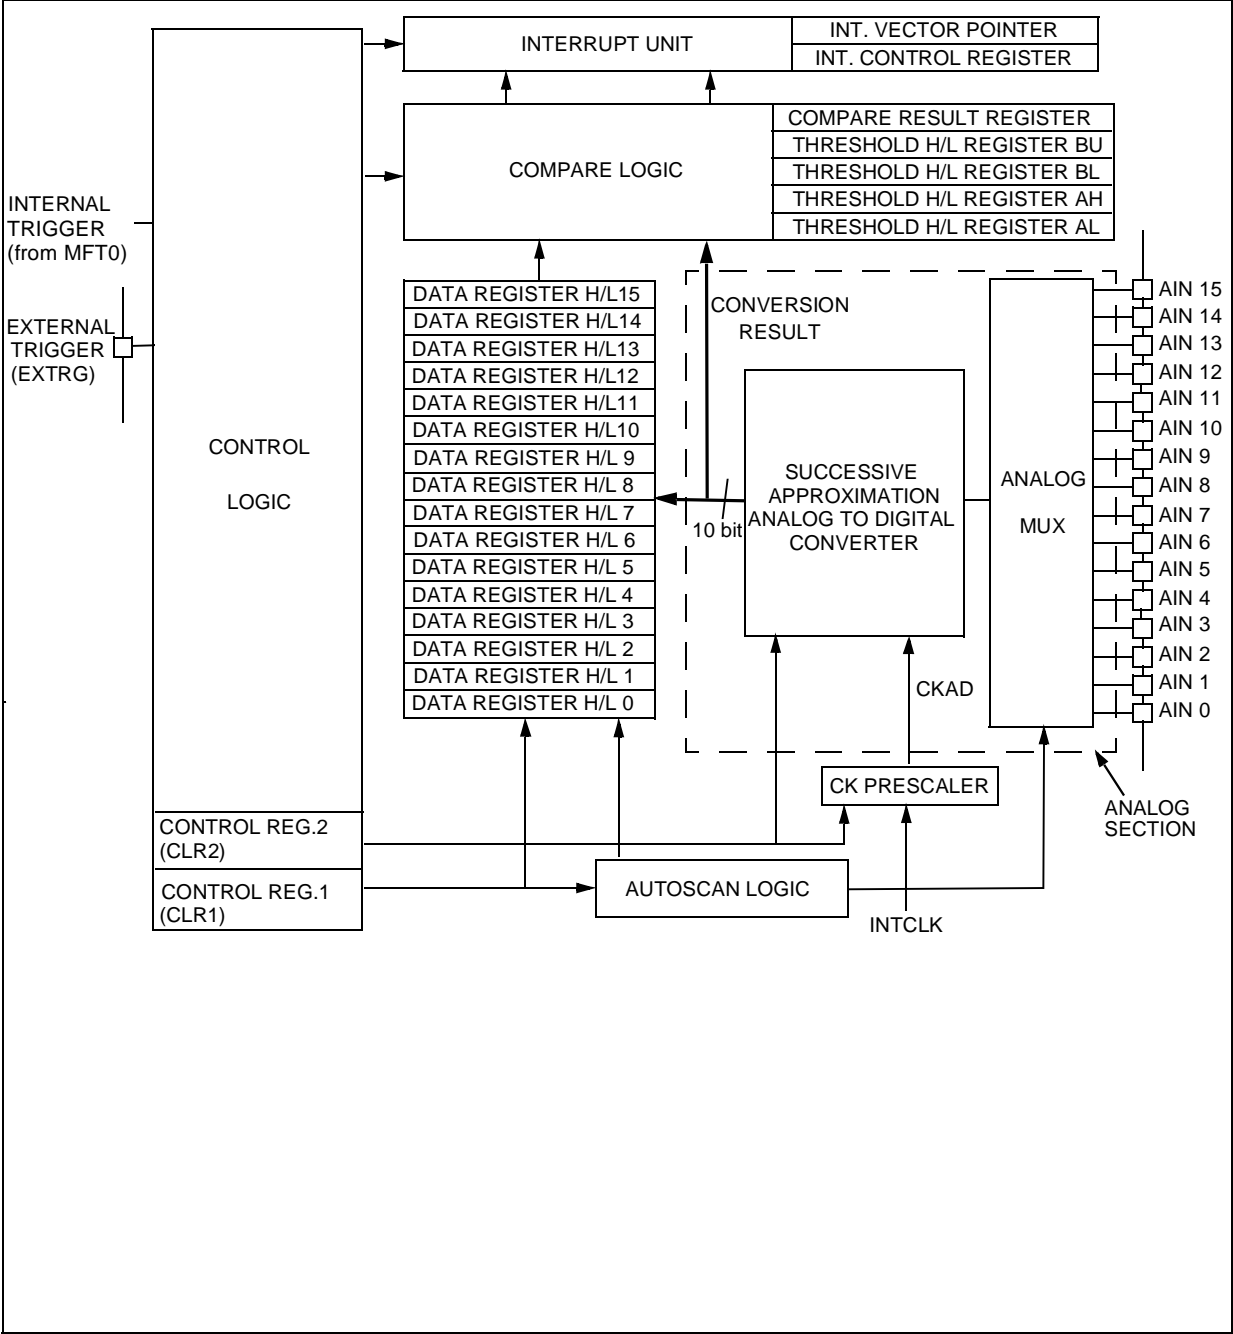 INTERRUPT UNIT
INT. VECTOR POINTER
INT. CONTROL REGISTER
COMPARE LOGIC
COMPARE RESULT REGISTER
THRESHOLD H/L REGISTER BU
THRESHOLD H/L REGISTER BL
THRESHOLD H/L REGISTER AH
THRESHOLD H/L REGISTER AL
INTERNAL
TRIGGER
(from MFT0)
EXTERNAL
TRIGGER
(EXTRG)
CONTROL
LOGIC
CONTROL REG.2
(CLR2)
CONTROL REG.1
(CLR1)
DATA REGISTER H/L15
DATA REGISTER H/L14
DATA REGISTER H/L13
DATA REGISTER H/L12
DATA REGISTER H/L11
DATA REGISTER H/L10
DATA REGISTER H/L 9
DATA REGISTER H/L 8
DATA REGISTER H/L 7
DATA REGISTER H/L 6
DATA REGISTER H/L 5
DATA REGISTER H/L 4
DATA REGISTER H/L 3
DATA REGISTER H/L 2
DATA REGISTER H/L 1
DATA REGISTER H/L 0
CONVERSION
RESULT
10 bit
SUCCESSIVE
APPROXIMATION
ANALOG TO DIGITAL
CONVERTER
ANALOG
MUX
AIN 15
AIN 14
AIN 13
AIN 12
AIN 11
AIN 10
AIN 9
AIN 8
AIN 7
AIN 6
AIN 5
AIN 4
AIN 3
AIN 2
AIN 1
AIN 0
CKAD
CK PRESCALER
ANALOG
SECTION
AUTOSCAN LOGIC
INTCLK